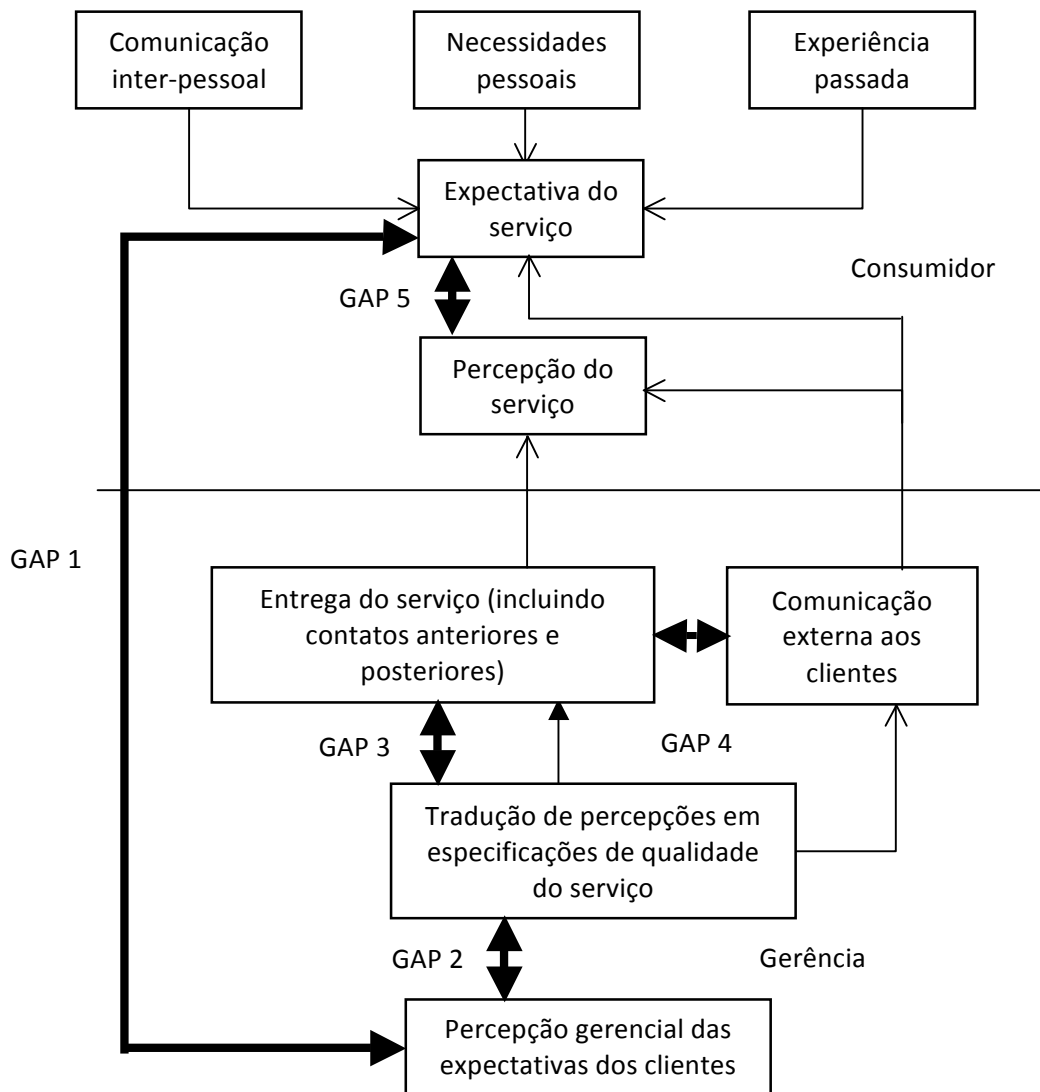 Comunicação
inter-pessoal
Necessidades
pessoais
Experiência
passada
Expectativa do
serviço
Consumidor
GAP 5
Percepção do
serviço
GAP 1
Entrega do serviço (incluindo
contatos anteriores e
posteriores)
Comunicação
externa aos
clientes
GAP 3
GAP 4
Tradução de percepções em
especificações de qualidade
do serviço
GAP 2
Gerência
Percepção gerencial das
expectativas dos clientes